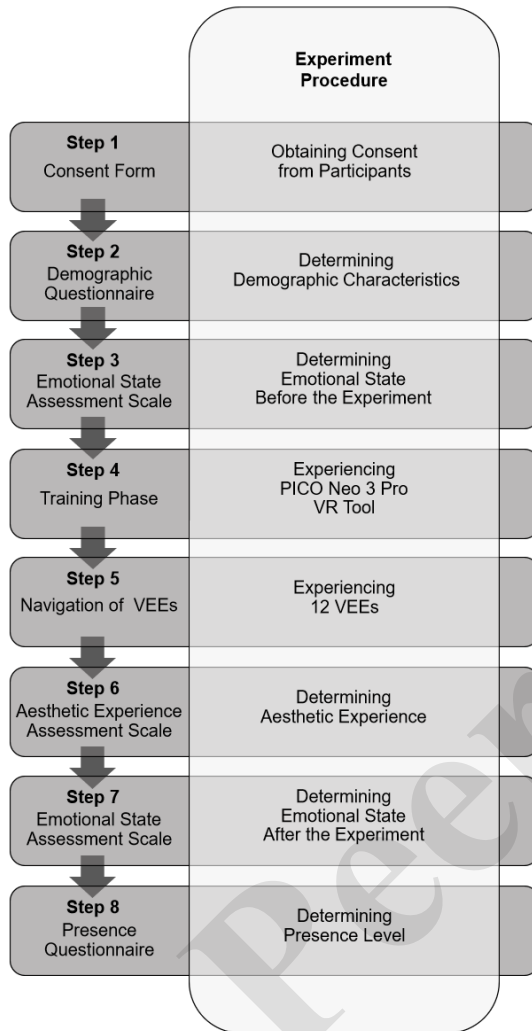 Experiment
Procedure
Step 1
Consent Form
Obtaining Consent
from Participants
Step 2
Demographic
Questionnaire
Determining
Demographic Characteristics
Step 3
Emotional State
Assessment Scale
Determining
Emotional State
Before the Experiment
Step 4
Training Phase
Experiencing
PICO Neo 3 Pro
VR Tool
Step 5
Navigation of VEEs
Experiencing
12 VEEs
Step 6
Aesthetic Experience
Assessment Scale
Determining
Aesthetic Experience
Step 7
Emotional State
Assessment Scale
Determining
Emotional State
After the Experiment
Step 8
Presence
Questionnaire
Determining
Presence Level
Peer